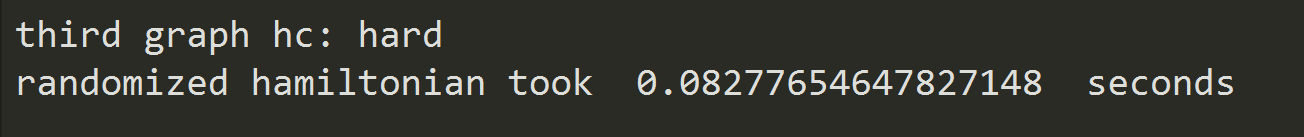 third graph hc: hard
randomized hamiltonian took  0.08277654647827148  seconds